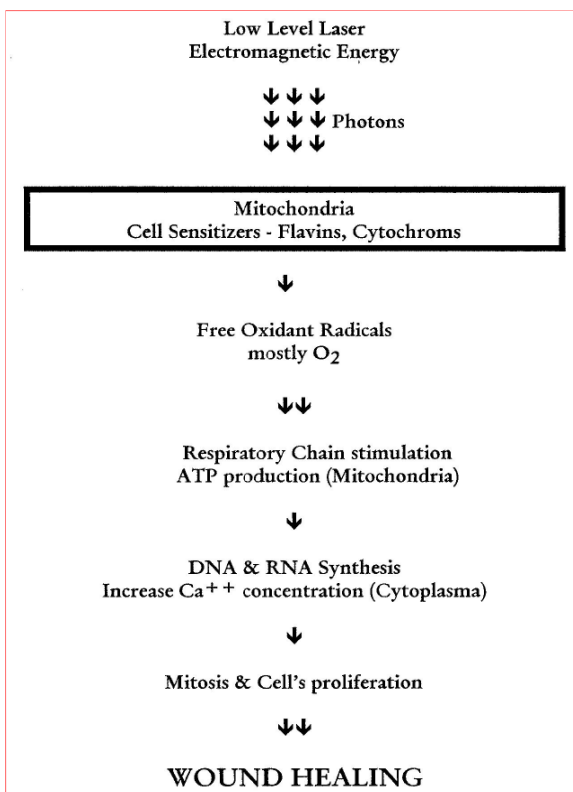 Low Level Laser
Electromagnetic Energy
Photons
Mitochondria
Cell Sensitizers - Flavins, Cytochroms
Free Oxidant Radicals
mostly O₂
Respiratory Chain stimulation
ATP production (Mitochondria)
DNA & RNA Synthesis
Increase Ca⁺⁺ concentration (Cytoplasma)
Mitosis & Cell's proliferation
WOUND HEALING